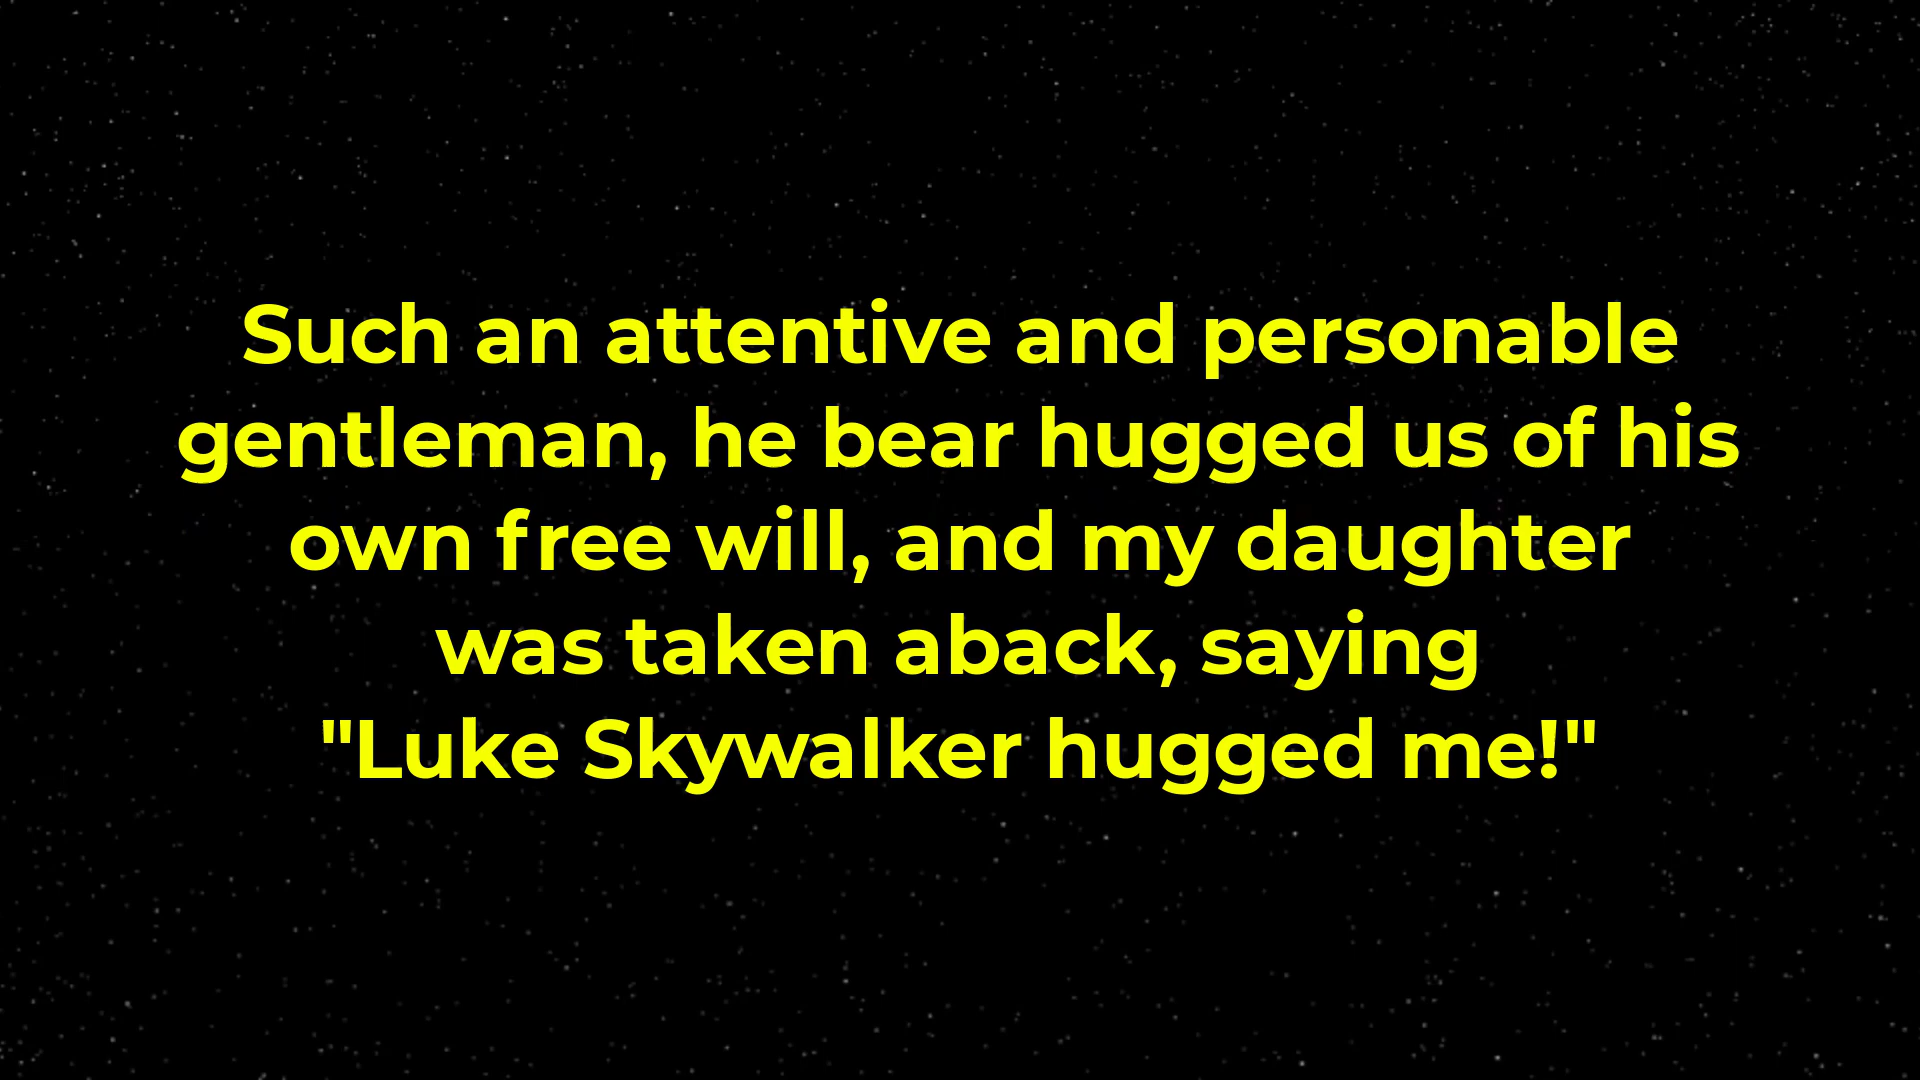 Such an attentive and personable
gentleman, he bear hugged us of his
own free will, and my daughter
was taken aback, saying
"Luke Skywalker hugged me!"